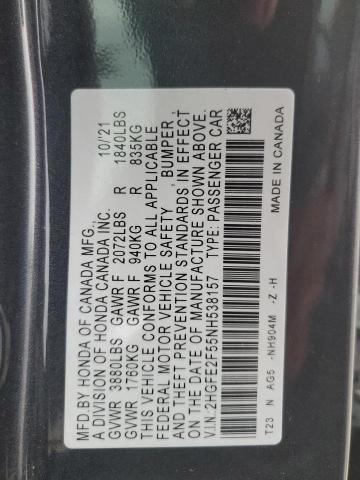 MFD.BY HONDA OF CANADA MFG.,
A DIVISION OF HONDA CANADA INC. 10/'21
GVWR 3880LBS GAWR F 2072LBS R 1840LBS
GVWR 1760KG GAWR F 940KG R 835KG
THIS VEHICLE CONFORMS TO ALL APPLICABLE
FEDERAL MOTOR VEHICLE SAFETY , BUMPER ,
AND THEFT PREVENTION STANDARDS IN EFFECT
ON THE DATE OF MANUFACTURE SHOWN ABOVE.
V.I.N.:2HGFE2F55NH538157 TYPE: PASSENGER CAR
T23 N AG5 -NH904M -Z -H
MADE IN CANADA